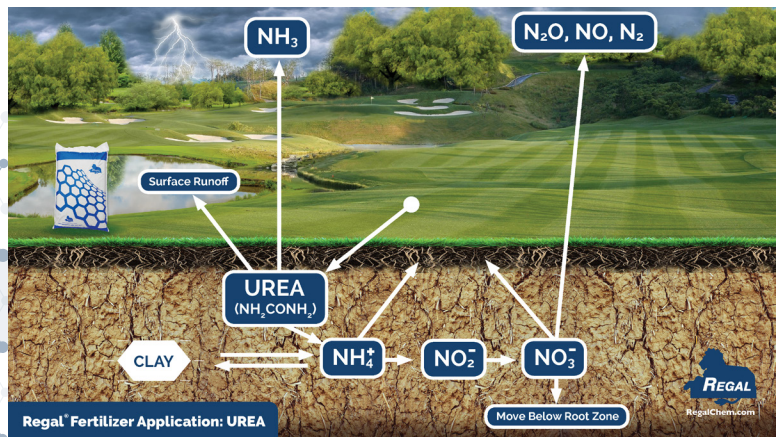 NH₃
N₂O, NO, N₂
Surface Runoff
UREA
(NH₂CONH₂)
CLAY
NH₄⁺
NO₂⁻
NO₃⁻
Move Below Root Zone
REGAL
RegalChem.com
Regal® Fertilizer Application: UREA